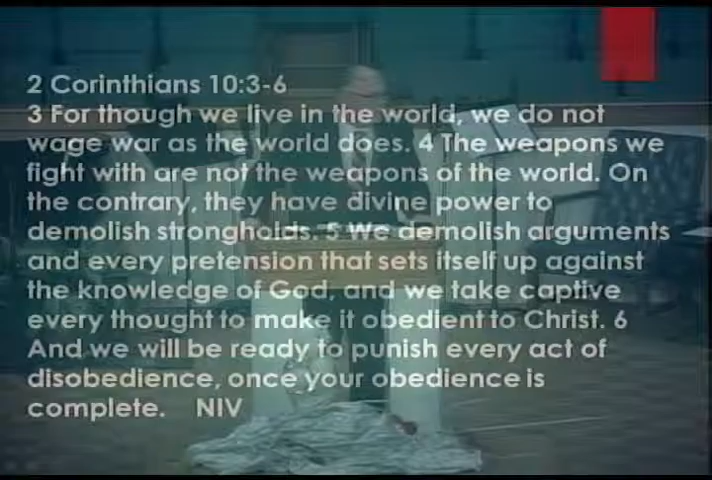 2 Corinthians 10:3-6
3 For though we live in the world, we do not
wage war as the world does. 4 The weapons we
fight with are not the weapons of the world. On
the contrary, they have divine power to
demolish strongholds. 5 We demolish arguments
and every pretension that sets itself up against
the knowledge of God, and we take captive
every thought to make it obedient to Christ. 6
And we will be ready to punish every act of
disobedience, once your obedience is
complete. NIV